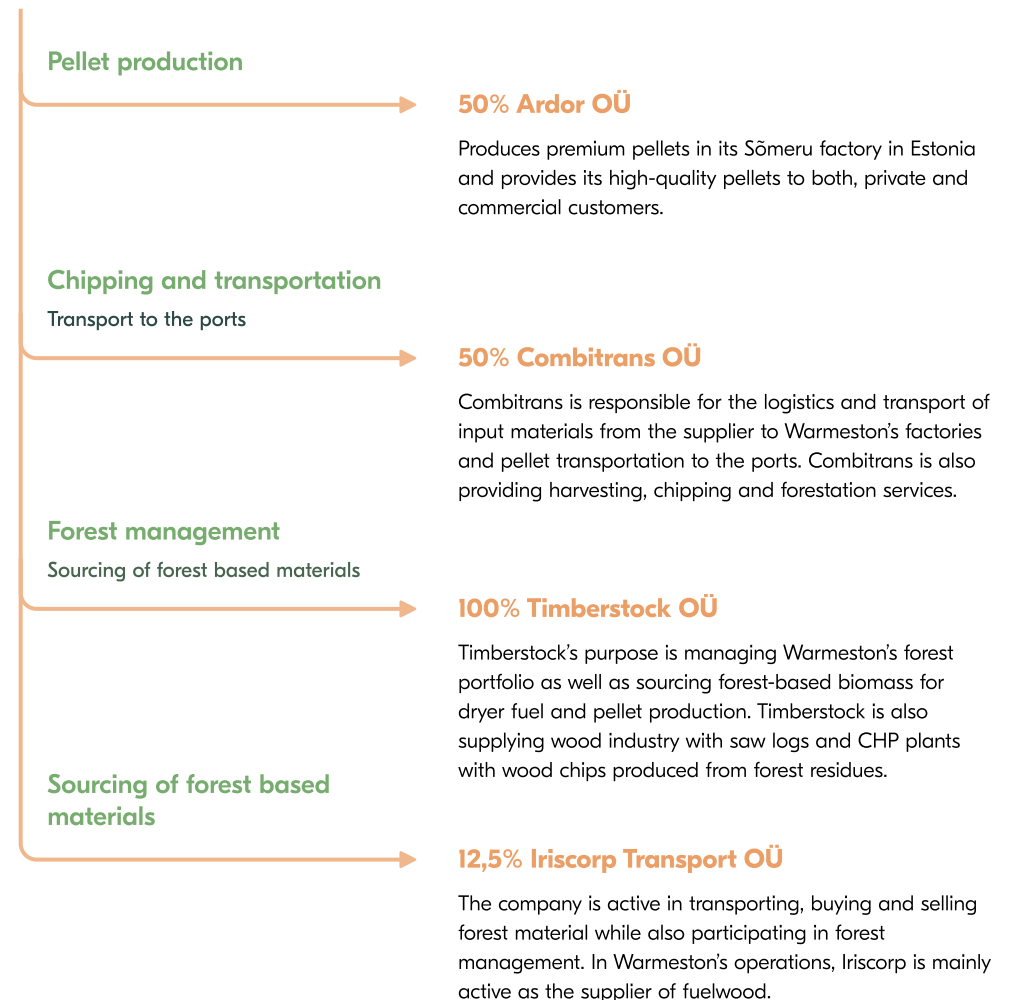 Pellet production
50% Ardor OÜ
Produces premium pellets in its Sõmeru factory in Estonia
and provides its high-quality pellets to both, private and
commercial customers.
Chipping and transportation
Transport to the ports
50% Combitrans OÜ
Combitrans is responsible for the logistics and transport of
input materials from the supplier to Warmeston’s factories
and pellet transportation to the ports. Combitrans is also
providing harvesting, chipping and forestation services.
Forest management
Sourcing of forest based materials
100% Timberstock OÜ
Timberstock’s purpose is managing Warmeston’s forest
portfolio as well as sourcing forest-based biomass for
dryer fuel and pellet production. Timberstock is also
supplying wood industry with saw logs and CHP plants
with wood chips produced from forest residues.
Sourcing of forest based
materials
12,5% Iriscorp Transport OÜ
The company is active in transporting, buying and selling
forest material while also participating in forest
management. In Warmeston’s operations, Iriscorp is mainly
active as the supplier of fuelwood.